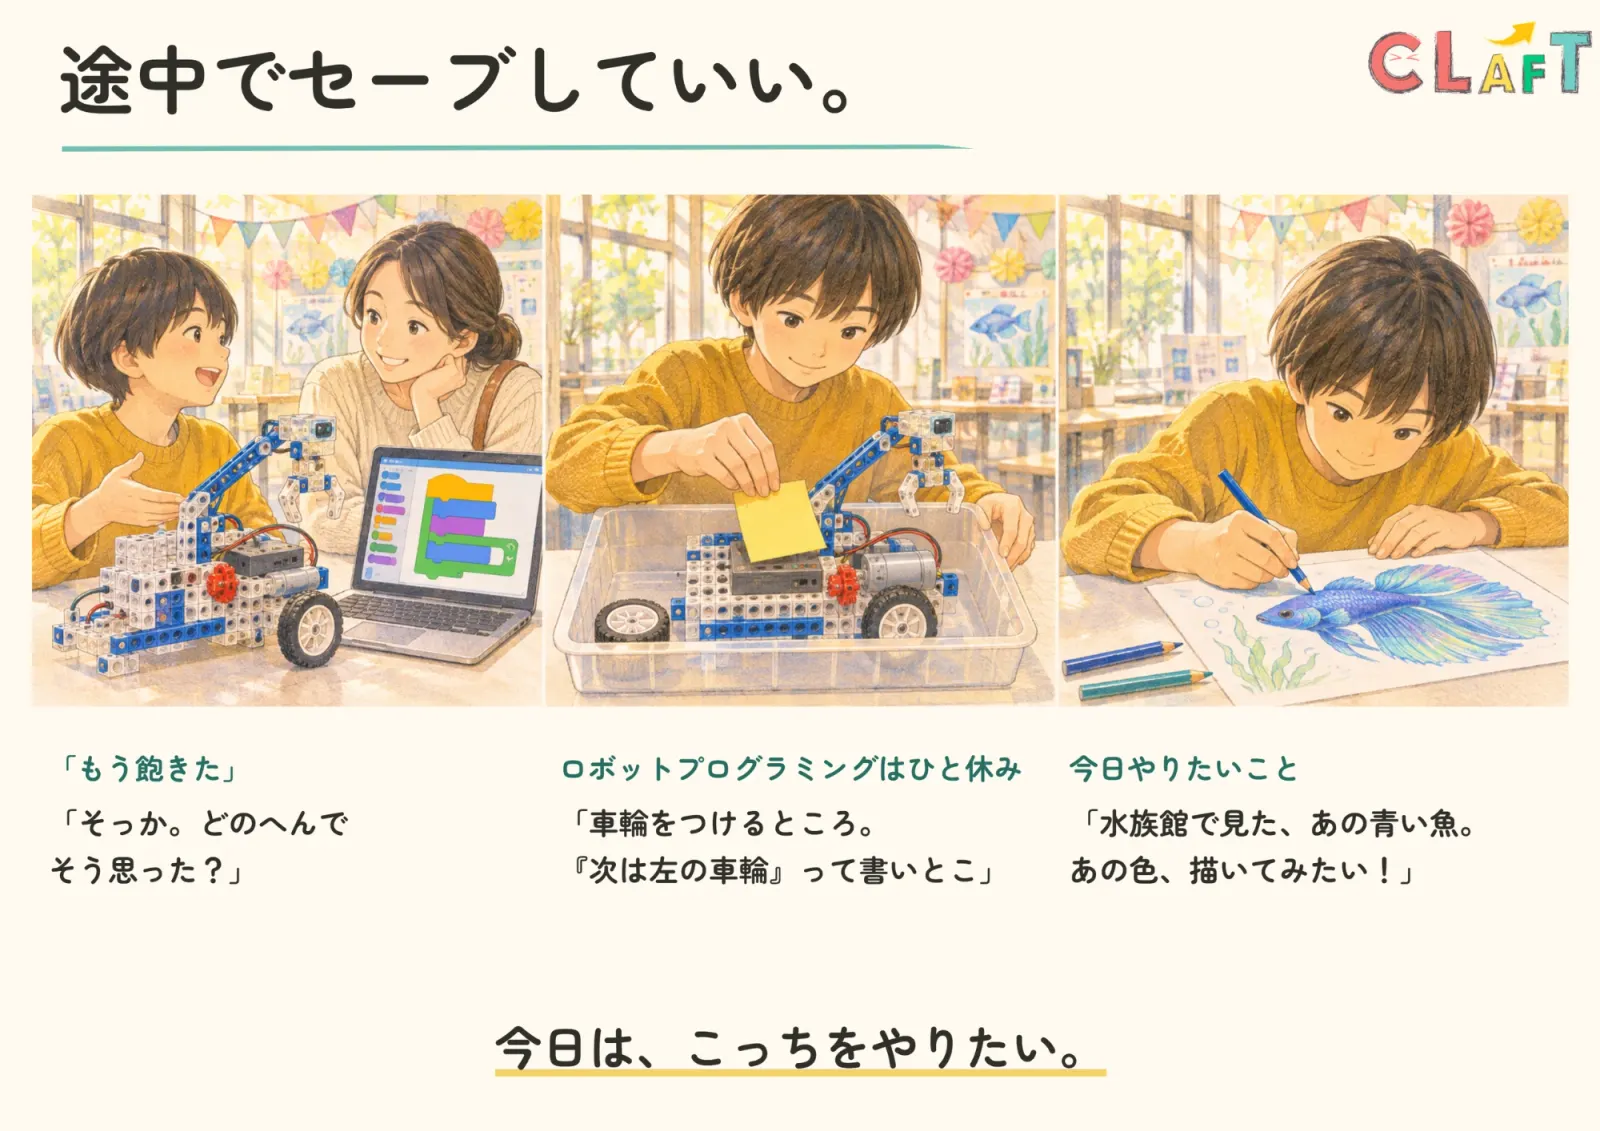 途中でセーブしていい。
CLAFT
「もう飽きた」
「そっか。どのへんで
そう思った？」
ロボットプログラミングはひと休み
「車輪をつけるところ。
『次は左の車輪』って書いとこ」
今日やりたいこと
「水族館で見た、あの青い魚。
あの色、描いてみたい！」
今日は、こっちをやりたい。